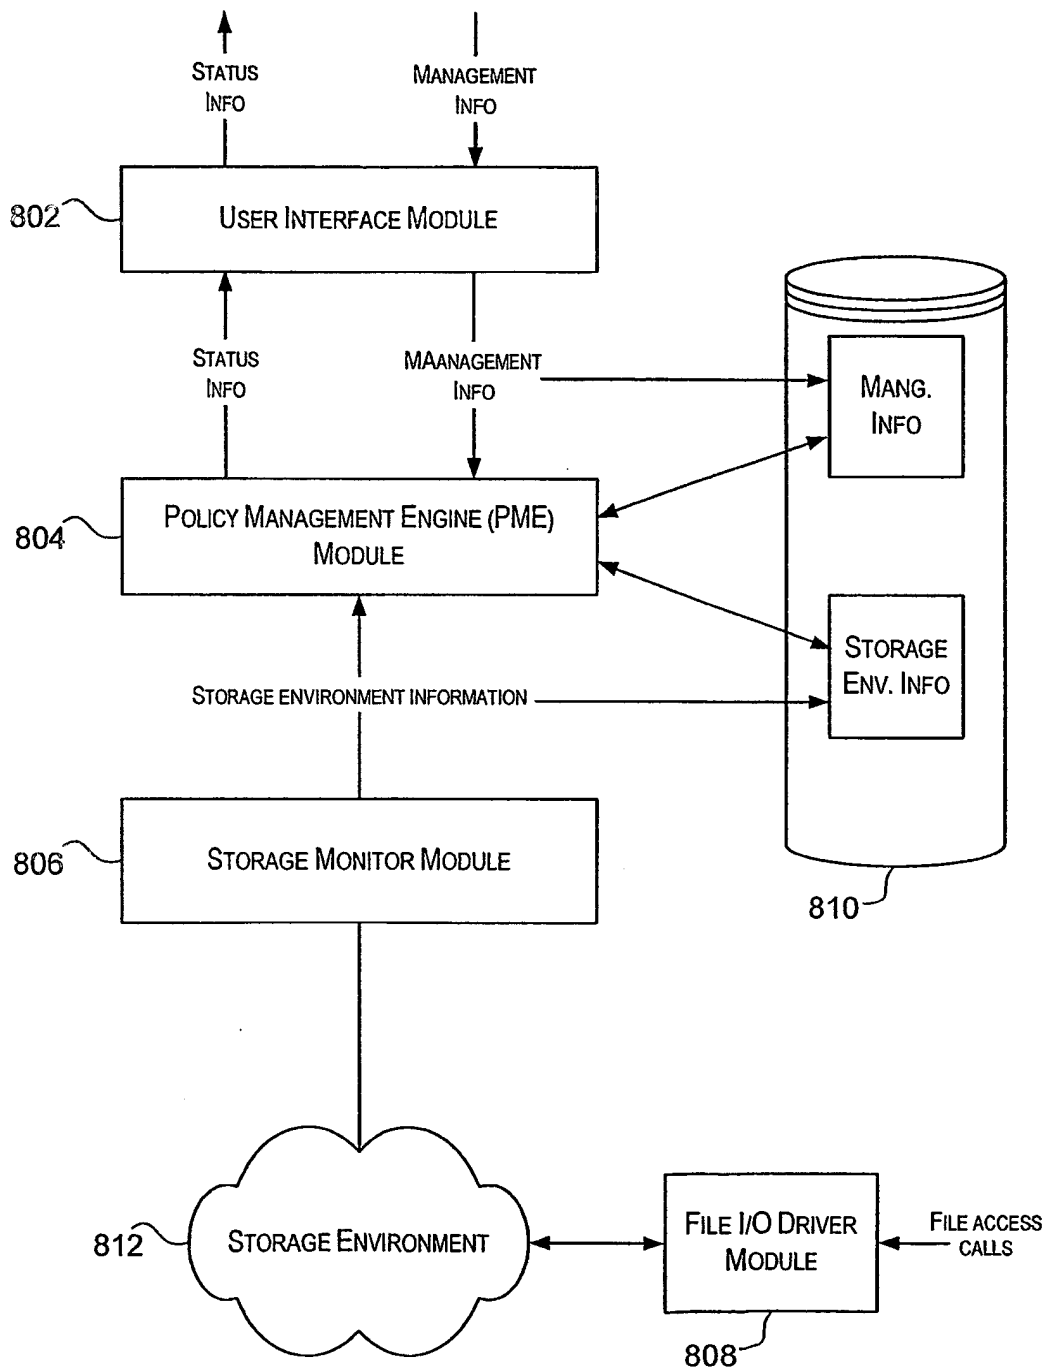 STATUS
INFO
MANAGEMENT
INFO
802
USER INTERFACE MODULE
STATUS
INFO
MAANAGEMENT
INFO
MANG.
INFO
804
POLICY MANAGEMENT ENGINE (PME)
MODULE
STORAGE
ENV. INFO
STORAGE ENVIRONMENT INFORMATION
806
STORAGE MONITOR MODULE
810
812
STORAGE ENVIRONMENT
FILE I/O DRIVER
MODULE
FILE ACCESS
CALLS
808